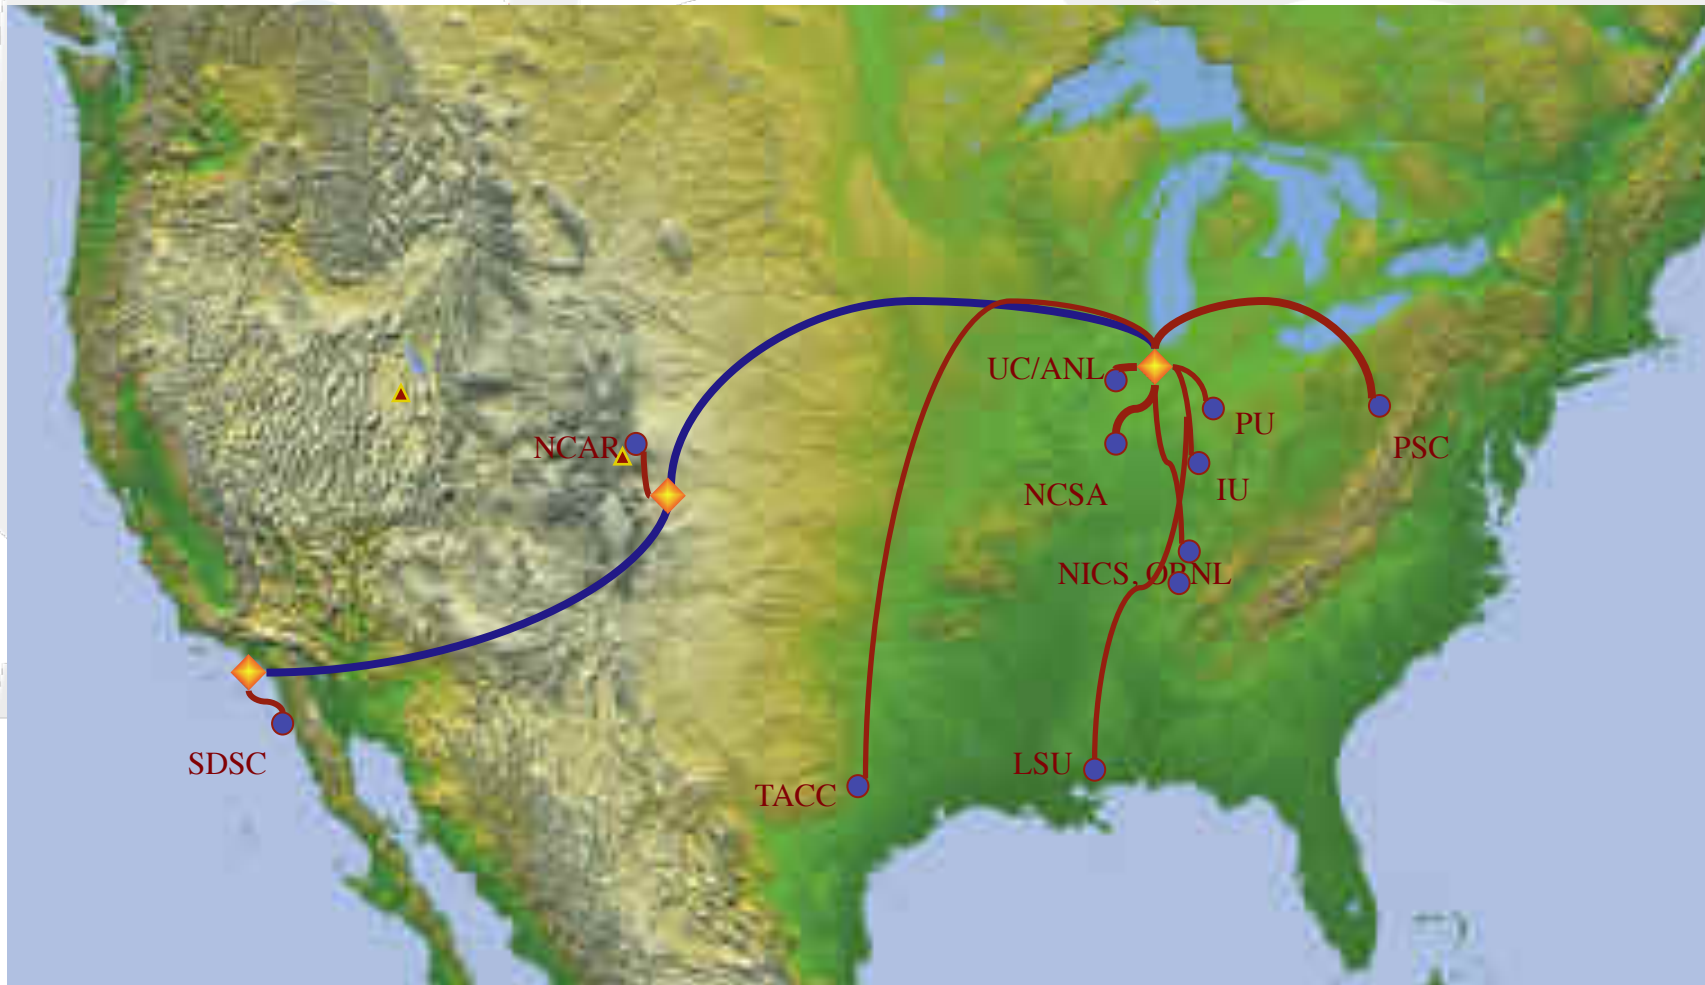 UC/ANL
PU
NCAR
PSC
NCSA
IU
NICS, ORNL
SDSC
LSU
TACC